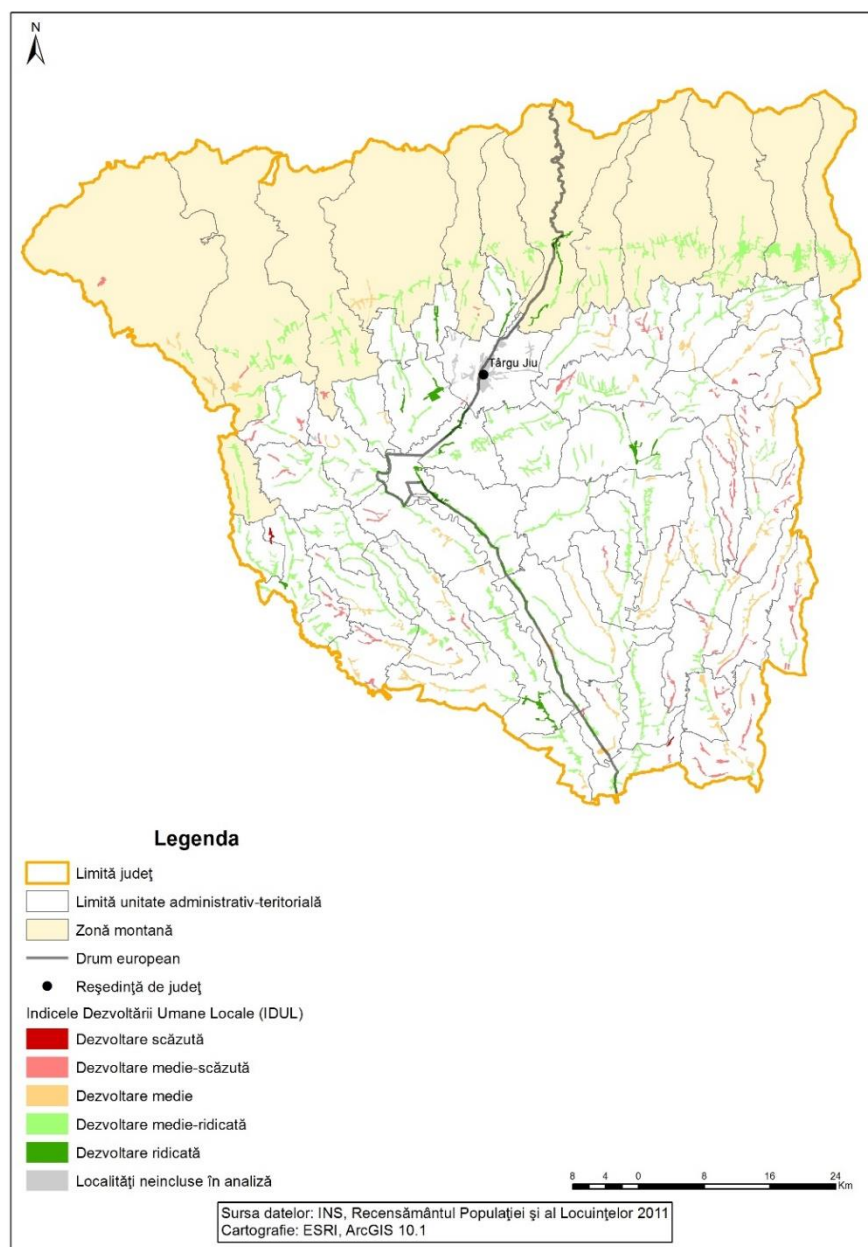 N
Târgu Jiu
Legenda
Limită județ
Limită unitate administrativ-teritorială
Zonă montană
Drum european
Reşedinţă de judeţ
Indicele Dezvoltării Umane Locale (IDUL)
Dezvoltare scăzută
Dezvoltare medie-scăzută
Dezvoltare medie
Dezvoltare medie-ridicată
Dezvoltare ridicată
Localităţi neincluse în analiză
8 4 0 8 16 24
Km
Sursa datelor: INS, Recensământul Populaţiei şi al Locuinţelor 2011
Cartografie: ESRI, ArcGIS 10.1